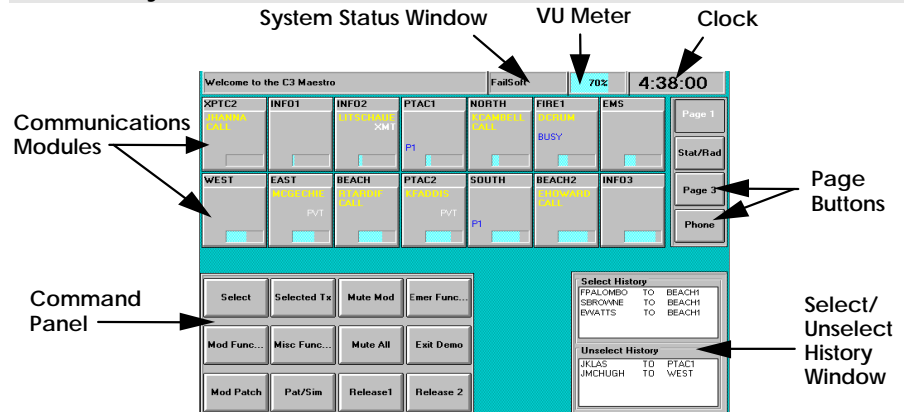 System Status Window
VU Meter
Clock
Welcome to the C3 Maestro
FailSoft
70%
4:38:00
Communications
Modules
XPTC2
JHANNA
CALL
INFO1
INFO2
LITSCHAUE
XMT
PTAC1
P1
NORTH
KCAMBELL
CALL
FIRE1
DCRUM
BUSY
EMS
Page 1
Stat/Rad
Page 3
Phone
Page
Buttons
WEST
EAST
MCGECHIE
PVT
BEACH
RTARDIF
CALL
PTAC2
KFADDIS
PVT
SOUTH
P1
BEACH2
EHOWARD
CALL
INFO3
Command
Panel
Select
Selected Tx
Mute Mod
Emer Func...
Mod Func...
Misc Func...
Mute All
Exit Demo
Mod Patch
Pat/Sim
Release1
Release 2
Select History
FPALOMBO TO BEACH1
SBROWNE TO BEACH1
EWATTS TO BEACH1
Unselect History
JKLAS TO PTAC1
JMCHUGH TO WEST
Select/
Unselect
History
Window